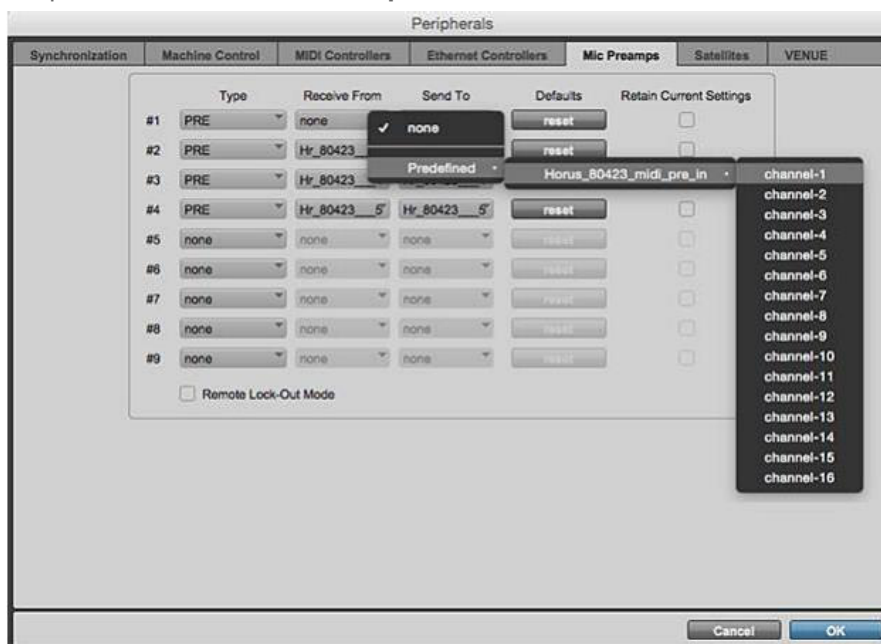 Peripherals
Synchronization Machine Control MIDI Controllers Ethernet Controllers Mic Preamps Satellites VENUE
Type Receive From Send To Defaults Retain Current Settings
#1 PRE none ✓ none reset
#2 PRE Hr_80423 reset
#3 PRE Hr_80423 Predefined Horus_80423_midi_pre_in channel-1
channel-2
channel-3
#4 PRE Hr_80423__5 Hr_80423__5 reset
channel-4
#5 none none none reset
channel-5
channel-6
#6 none none none reset
channel-7
#7 none none none reset
channel-8
#8 none none none reset
channel-9
#9 none none none reset
channel-10
channel-11
Remote Lock-Out Mode
channel-12
channel-13
channel-14
channel-15
channel-16
Cancel OK